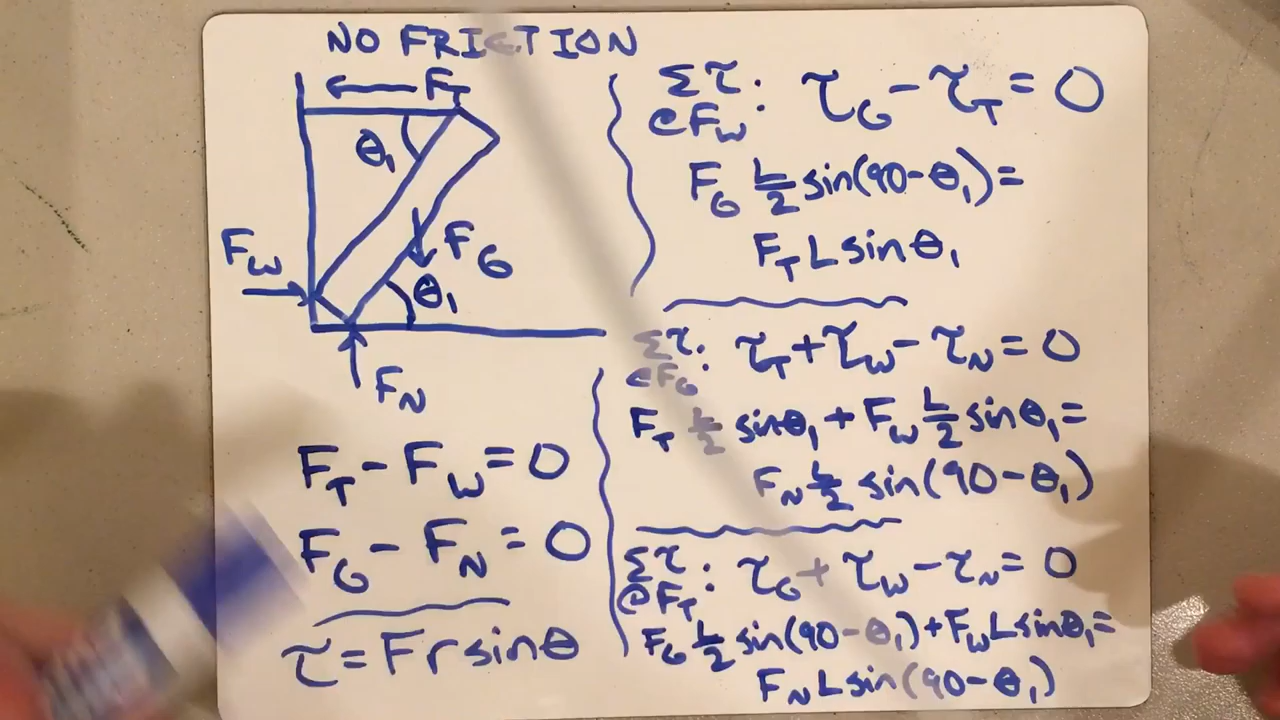 NO FRICTION
F_T
θ₁
F_W
F_G
θ₁
F_N
F_T - F_W = 0
F_G - F_N = 0
τ = F r sinθ
Στ @F_W : τ_G - τ_T = 0
F_G L/2 sin(90-θ₁) =
F_T L sinθ₁
Στ @F_G : τ_T + τ_W - τ_N = 0
F_T L/2 sinθ₁ + F_W L/2 sinθ₁ =
F_N L/2 sin(90-θ₁)
Στ @F_T : τ_G + τ_W - τ_N = 0
F_G L/2 sin(90-θ₁) + F_W L sinθ₁ =
F_N L sin(90-θ₁)